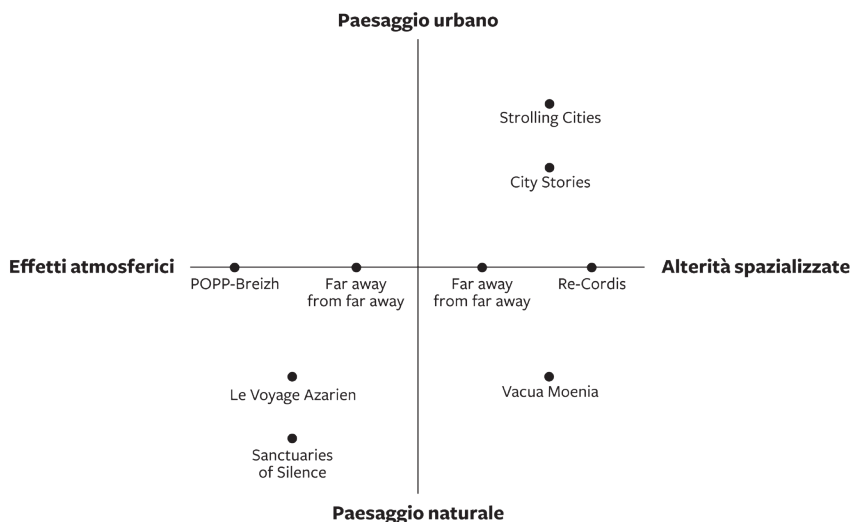 Paesaggio urbano
Strolling Cities
City Stories
Effetti atmosferici
Alterità spazializzate
POPP-Breizh
Far away
from far away
Far away
from far away
Re-Cordis
Le Voyage Azarien
Vacua Moenia
Sanctuaries
of Silence
Paesaggio naturale